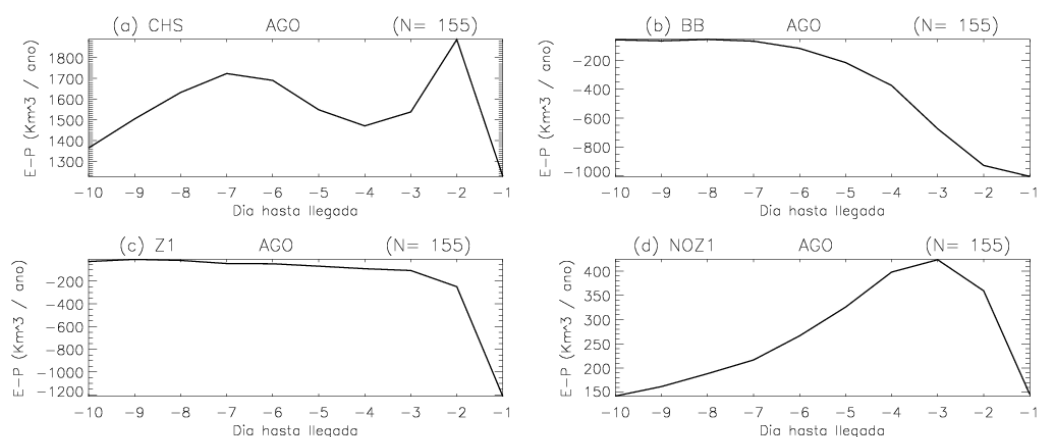 (a) CHS AGO (N= 155)
E-P (Km^3 / ano)
1800
1700
1600
1500
1400
1300
-10 -9 -8 -7 -6 -5 -4 -3 -2 -1
Dia hasta llegada
(b) BB AGO (N= 155)
E-P (Km^3 / ano)
-200
-400
-600
-800
-1000
-10 -9 -8 -7 -6 -5 -4 -3 -2 -1
Dia hasta llegada
(c) Z1 AGO (N= 155)
E-P (Km^3 / ano)
-200
-400
-600
-800
-1000
-1200
-10 -9 -8 -7 -6 -5 -4 -3 -2 -1
Dia hasta llegada
(d) NOZ1 AGO (N= 155)
E-P (Km^3 / ano)
400
350
300
250
200
150
-10 -9 -8 -7 -6 -5 -4 -3 -2 -1
Dia hasta llegada